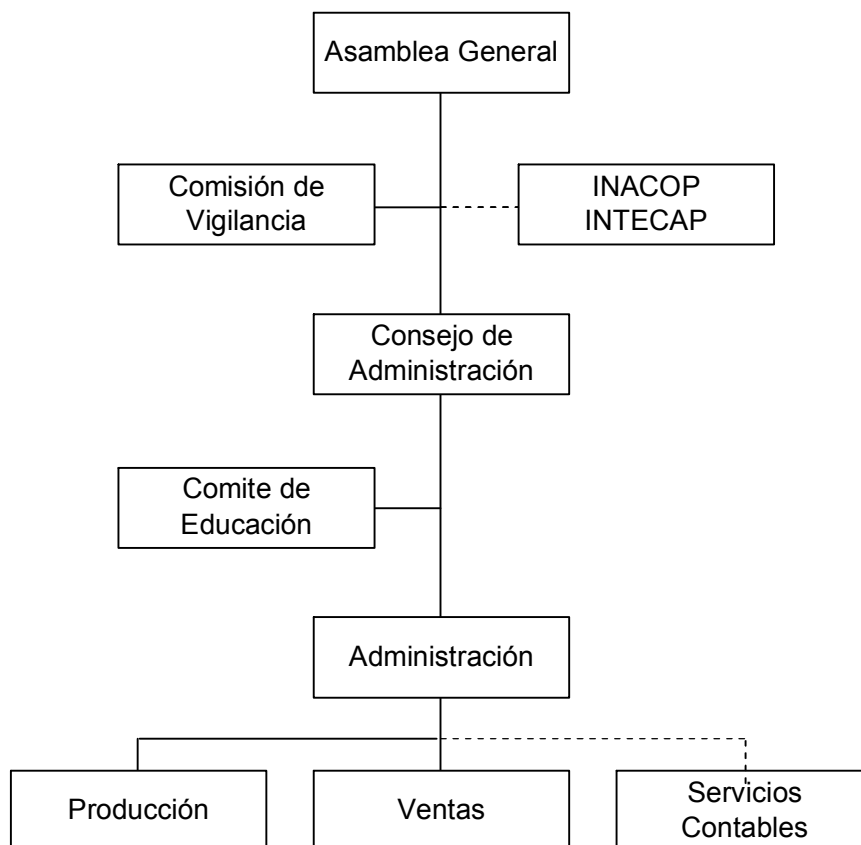 Asamblea General
Comisión de
Vigilancia
INACOP
INTECAP
Consejo de
Administración
Comite de
Educación
Administración
Producción
Ventas
Servicios
Contables